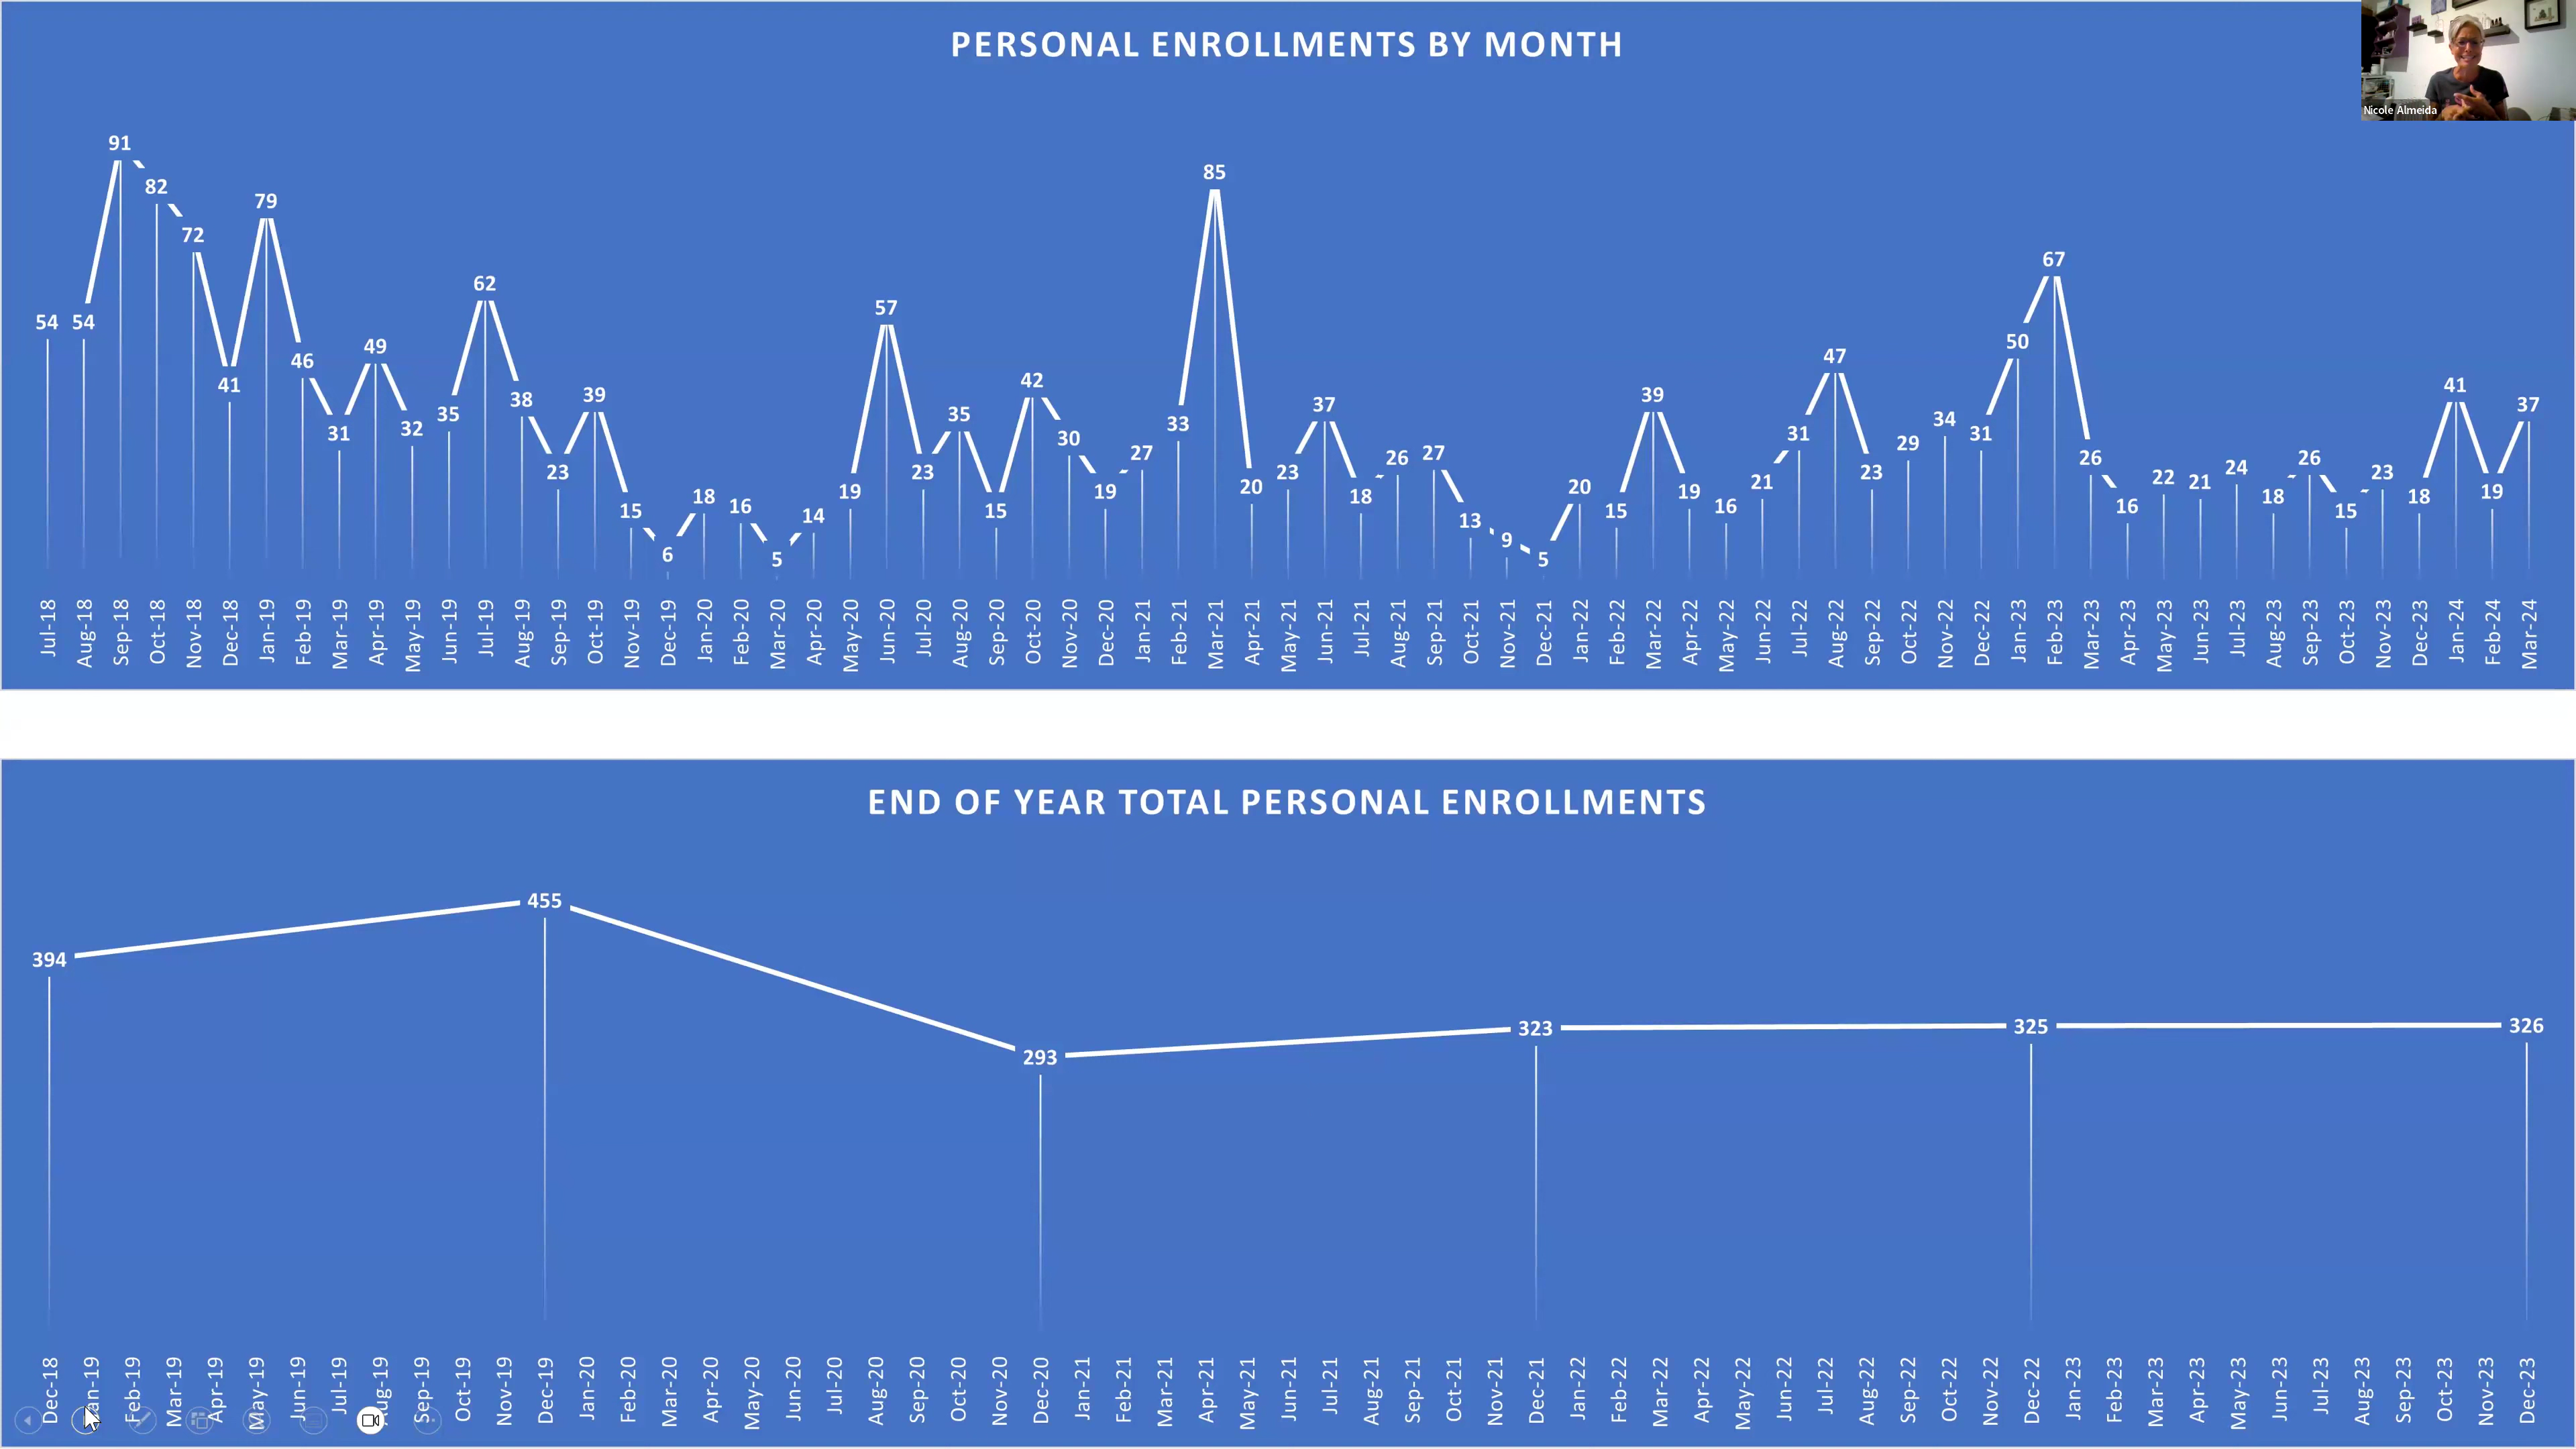 PERSONAL ENROLLMENTS BY MONTH
Nicole Almeida
54 54 91 82 72 41 79 46 31 49 32 35 62 38 23 39 15 6 18 16 5 14 19 57 23 35 15 42 30 19 27 33 85 20 23 37 18 26 27 13 9 5 20 15 39 19 16 21 31 47 23 29 34 31 50 67 26 16 22 21 24 18 26 15 23 18 41 19 37
Jul-18 Aug-18 Sep-18 Oct-18 Nov-18 Dec-18 Jan-19 Feb-19 Mar-19 Apr-19 May-19 Jun-19 Jul-19 Aug-19 Sep-19 Oct-19 Nov-19 Dec-19 Jan-20 Feb-20 Mar-20 Apr-20 May-20 Jun-20 Jul-20 Aug-20 Sep-20 Oct-20 Nov-20 Dec-20 Jan-21 Feb-21 Mar-21 Apr-21 May-21 Jun-21 Jul-21 Aug-21 Sep-21 Oct-21 Nov-21 Dec-21 Jan-22 Feb-22 Mar-22 Apr-22 May-22 Jun-22 Jul-22 Aug-22 Sep-22 Oct-22 Nov-22 Dec-22 Jan-23 Feb-23 Mar-23 Apr-23 May-23 Jun-23 Jul-23 Aug-23 Sep-23 Oct-23 Nov-23 Dec-23 Jan-24 Feb-24 Mar-24
END OF YEAR TOTAL PERSONAL ENROLLMENTS
394 455 293 323 325 326
Dec-18 Jan-19 Feb-19 Mar-19 Apr-19 May-19 Jun-19 Jul-19 Aug-19 Sep-19 Oct-19 Nov-19 Dec-19 Jan-20 Feb-20 Mar-20 Apr-20 May-20 Jun-20 Jul-20 Aug-20 Sep-20 Oct-20 Nov-20 Dec-20 Jan-21 Feb-21 Mar-21 Apr-21 May-21 Jun-21 Jul-21 Aug-21 Sep-21 Oct-21 Nov-21 Dec-21 Jan-22 Feb-22 Mar-22 Apr-22 May-22 Jun-22 Jul-22 Aug-22 Sep-22 Oct-22 Nov-22 Dec-22 Jan-23 Feb-23 Mar-23 Apr-23 May-23 Jun-23 Jul-23 Aug-23 Sep-23 Oct-23 Nov-23 Dec-23